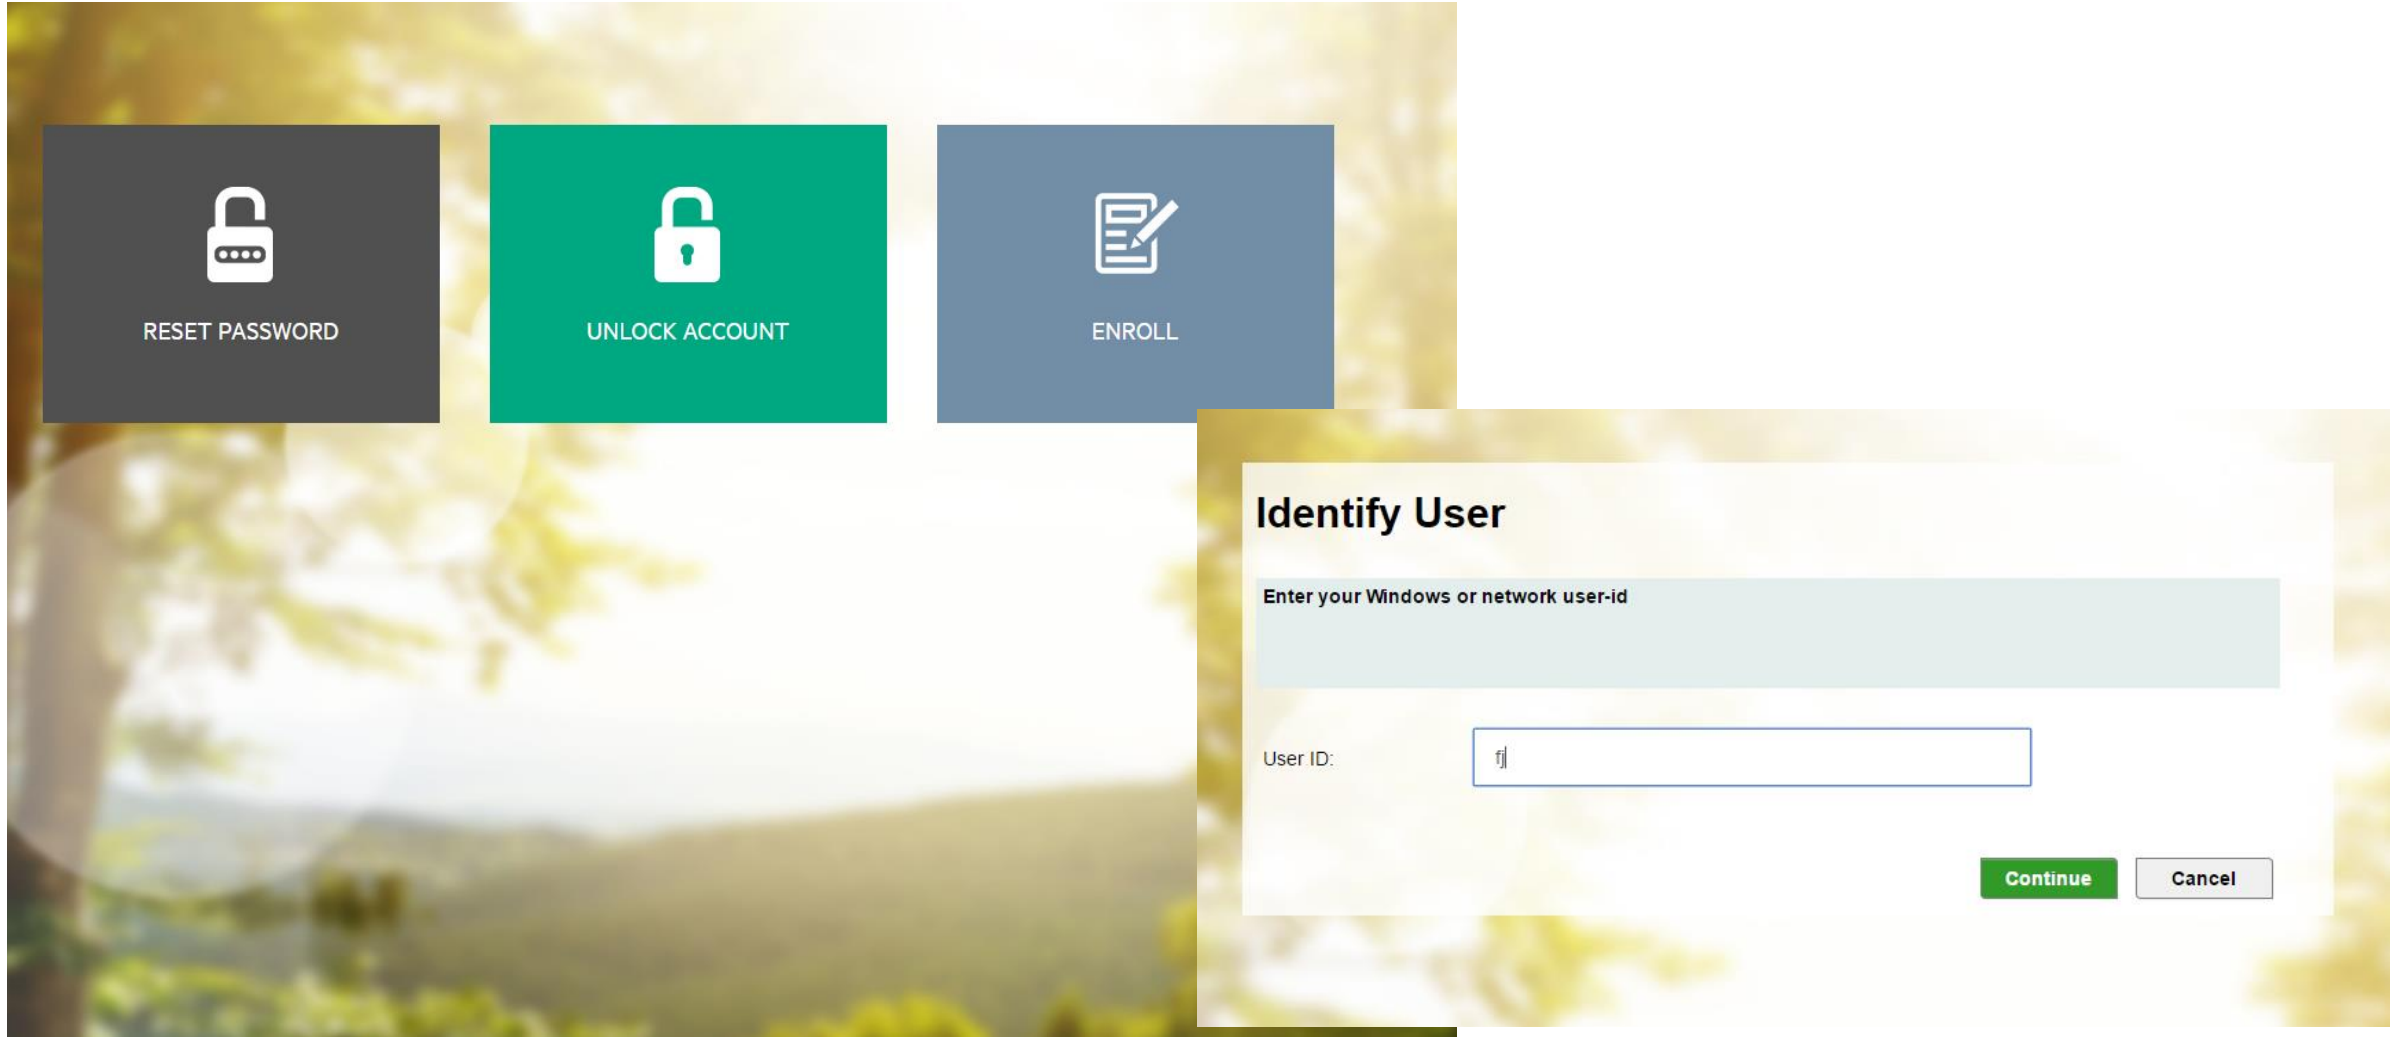 RESET PASSWORD
UNLOCK ACCOUNT
ENROLL
Identify User
Enter your Windows or network user-id
User ID:
fj
Continue
Cancel